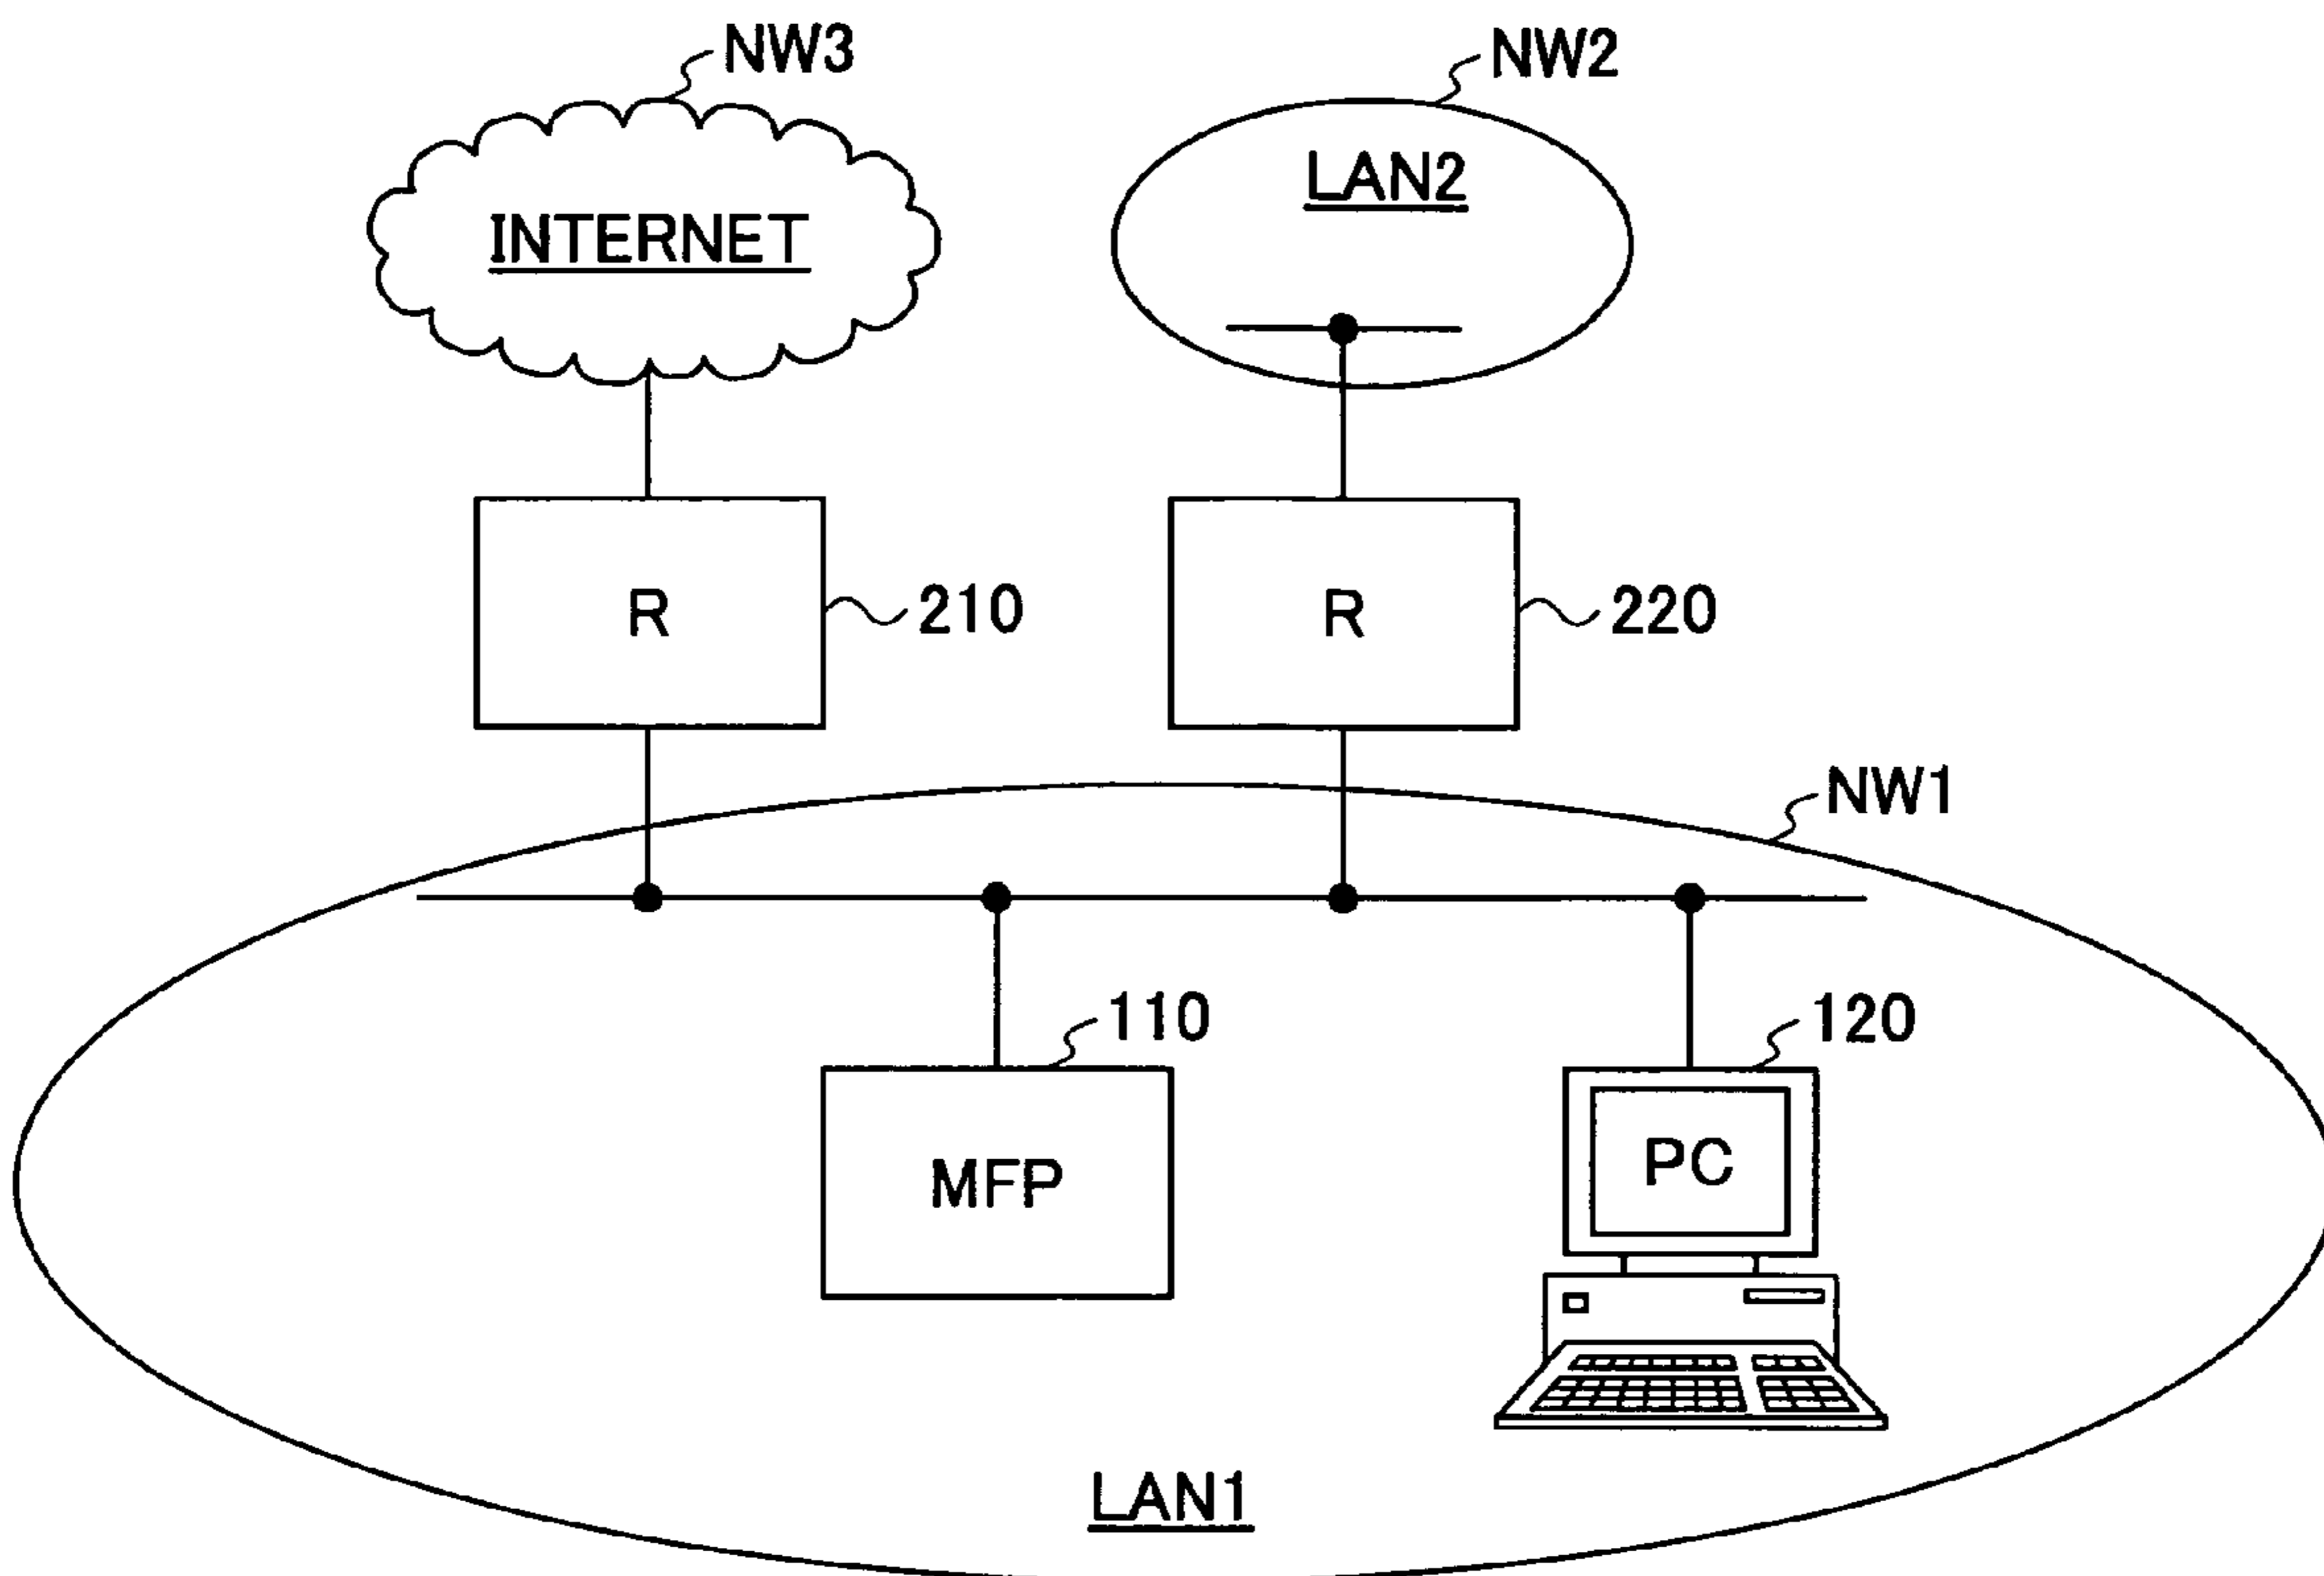 NW3
NW2
INTERNET
LAN2
R
210
R
220
NW1
110
120
MFP
PC
LAN1